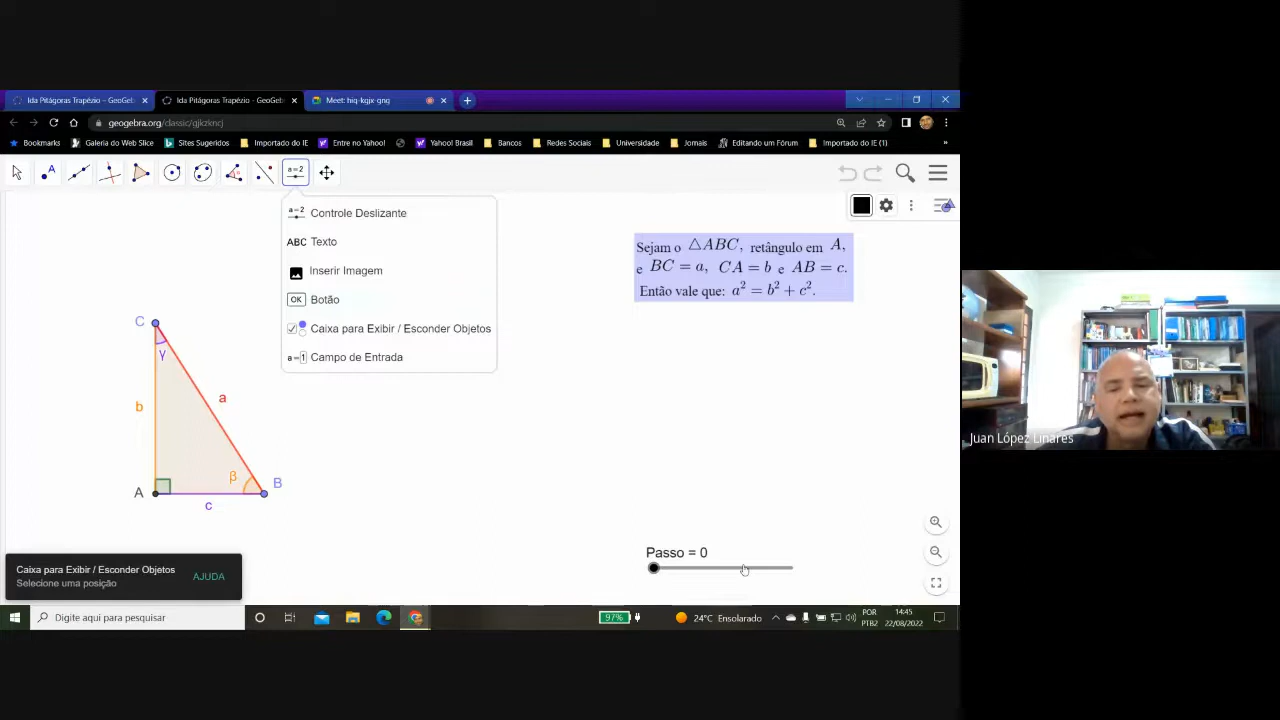 Ida Pitágoras Trapézio – GeoGeb
Ida Pitágoras Trapézio - GeoGeb
Meet: hiq-kgjx-gng
geogebra.org/classic/gjkzkncj
Bookmarks
Galeria do Web Slice
Sites Sugeridos
Importado do IE
Entre no Yahoo!
Yahoo! Brasil
Bancos
Redes Sociais
Universidade
Jornais
Editando um Fórum
Importado do IE (1)
»
A
a=2
a=2 Controle Deslizante
ABC Texto
Inserir Imagem
OK Botão
Caixa para Exibir / Esconder Objetos
a=1 Campo de Entrada
Sejam o △ABC, retângulo em A,
e BC = a, CA = b e AB = c.
Então vale que: a² = b² + c².
C
γ
b
a
β
A
B
c
Juan López Linares
Passo = 0
Caixa para Exibir / Esconder Objetos
Selecione uma posição
AJUDA
Digite aqui para pesquisar
97%
24°C Ensolarado
POR
PTB2
14:45
22/08/2022